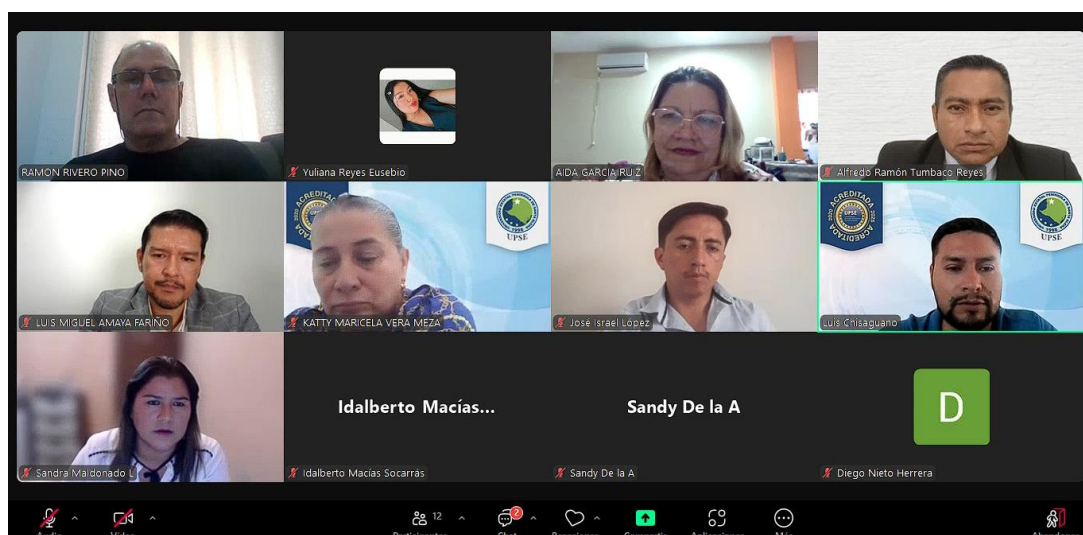 RAMON RIVERO PINO
Yuliana Reyes Eusebio
AIDA GARCIA RUIZ
Alfredo Ramón Tumbaco Reyes
LUIS MIGUEL AMAYA FARIÑO
ACREDITADA
UPSE
KATTY MARICELA VERA MEZA
José Israel López
ACREDITADA
UPSE
Luis Chisaguano
Sandra Maldonado L
Idalberto Macías...
Idalberto Macías Socarrás
Sandy De la A
Sandy De la A
D
Diego Nieto Herrera
12
2